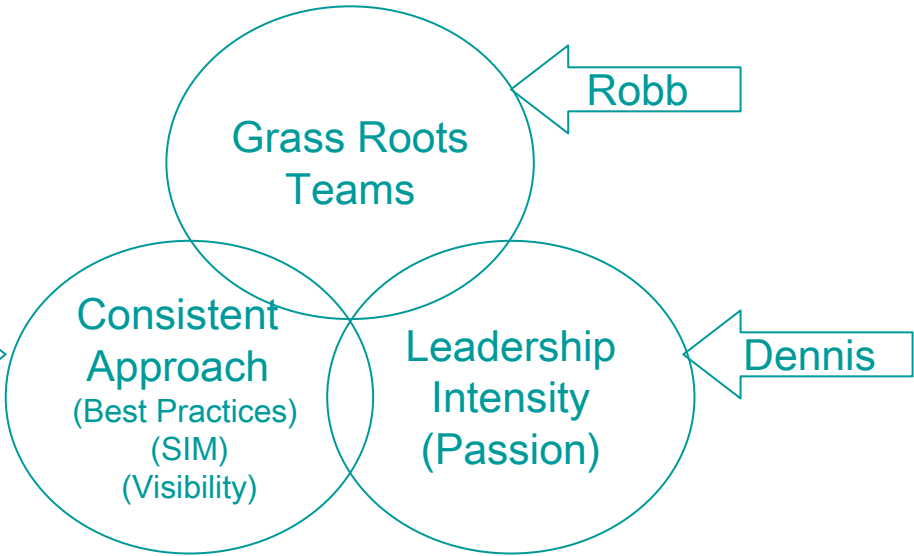 Robb
Grass Roots
Teams
Consistent
Approach
(Best Practices)
(SIM)
(Visibility)
Leadership
Intensity
(Passion)
Dennis